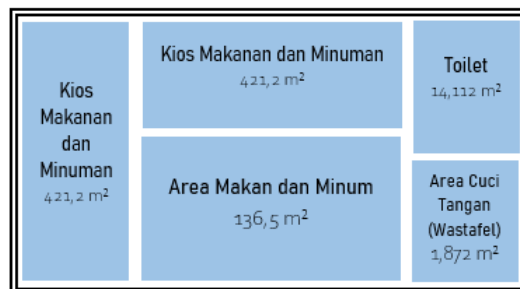 Kios
Makanan
dan
Minuman
421,2 m²
Kios Makanan dan Minuman
421,2 m²
Area Makan dan Minum
136,5 m²
Toilet
14,112 m²
Area Cuci
Tangan
(Wastafel)
1,872 m²